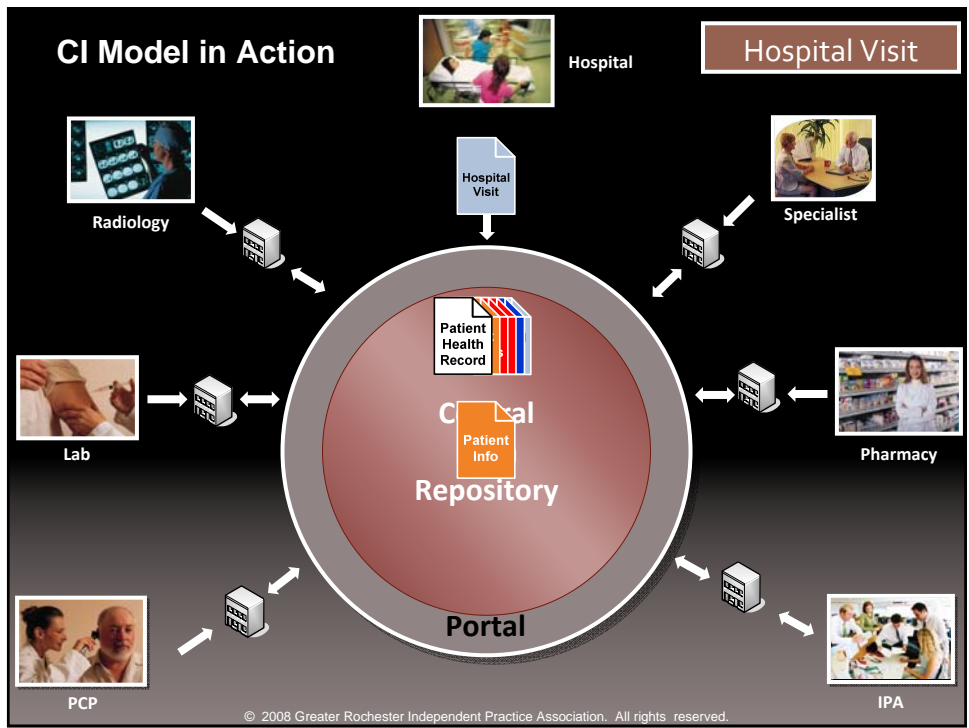 CI Model in Action
Hospital Visit
Hospital
Hospital
Visit
Radiology
Specialist
Patient
Health
Record
Patient
Info
Repository
Lab
Pharmacy
Portal
PCP
IPA
© 2008 Greater Rochester Independent Practice Association. All rights reserved.